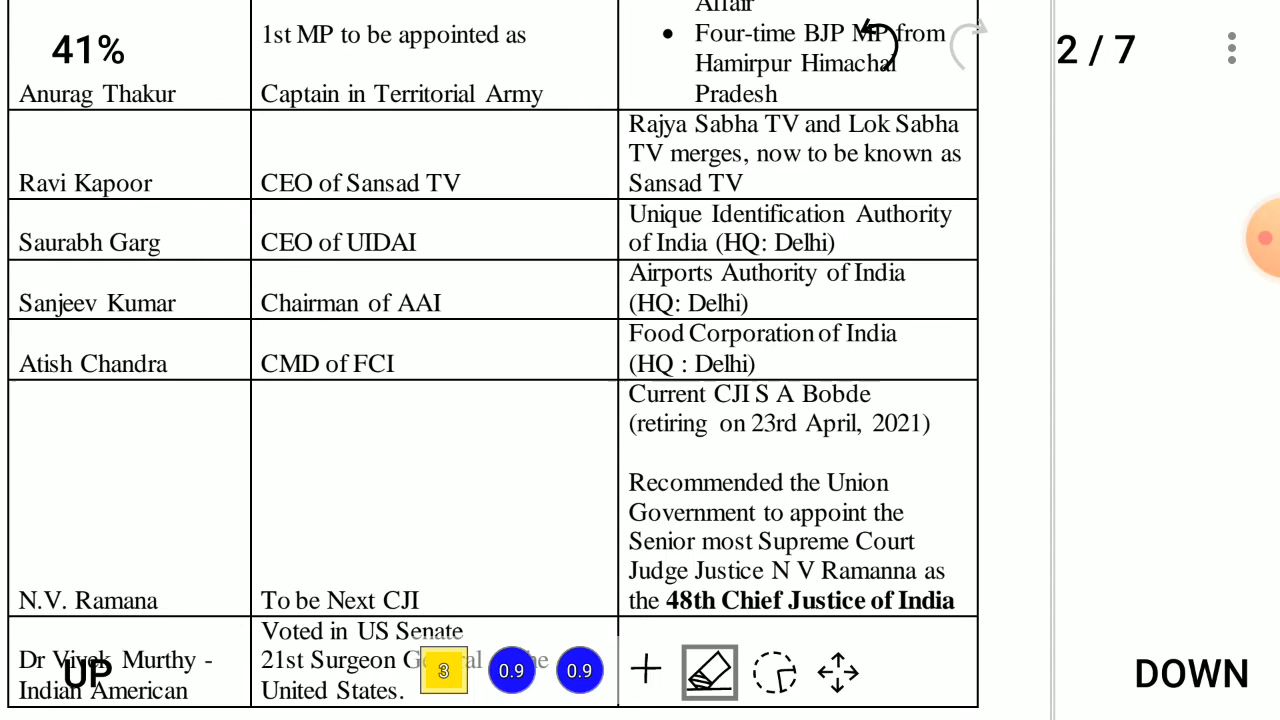 Affair
1st MP to be appointed as
Four-time BJP MP from
41%
2 / 7
Hamirpur Himachal
Anurag Thakur
Captain in Territorial Army
Pradesh
Rajya Sabha TV and Lok Sabha
TV merges, now to be known as
Ravi Kapoor
CEO of Sansad TV
Sansad TV
Unique Identification Authority
Saurabh Garg
CEO of UIDAI
of India (HQ: Delhi)
Airports Authority of India
Sanjeev Kumar
Chairman of AAI
(HQ: Delhi)
Food Corporation of India
Atish Chandra
CMD of FCI
(HQ : Delhi)
Current CJI S A Bobde
(retiring on 23rd April, 2021)
Recommended the Union
Government to appoint the
Senior most Supreme Court
Judge Justice N V Ramanna as
N.V. Ramana
To be Next CJI
the 48th Chief Justice of India
Voted in US Senate
Dr Vivek Murthy -
21st Surgeon General the
Indian American
United States.
UP
3
0.9
0.9
DOWN